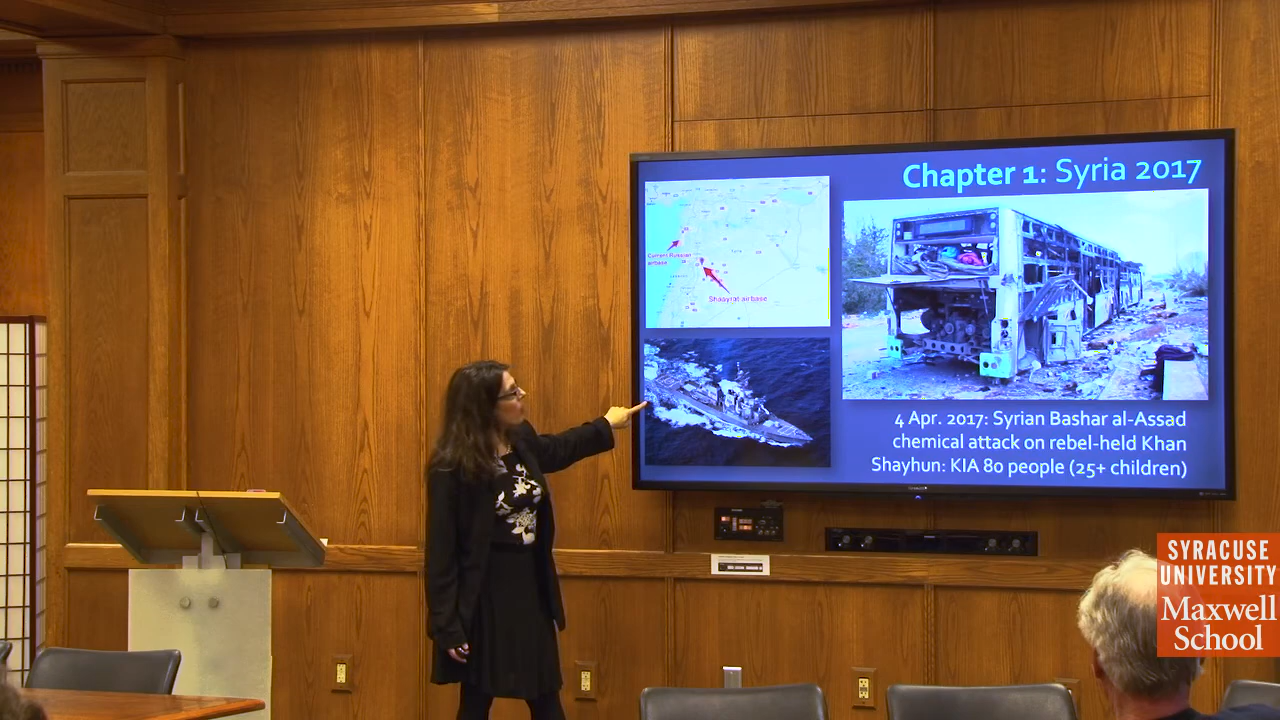 Chapter 1: Syria 2017
Current Russian
airbase
Shaayrat airbase
4 Apr. 2017: Syrian Bashar al-Assad
chemical attack on rebel-held Khan
Shayhun: KIA 80 people (25+ children)
SYRACUSE
UNIVERSITY
Maxwell
School